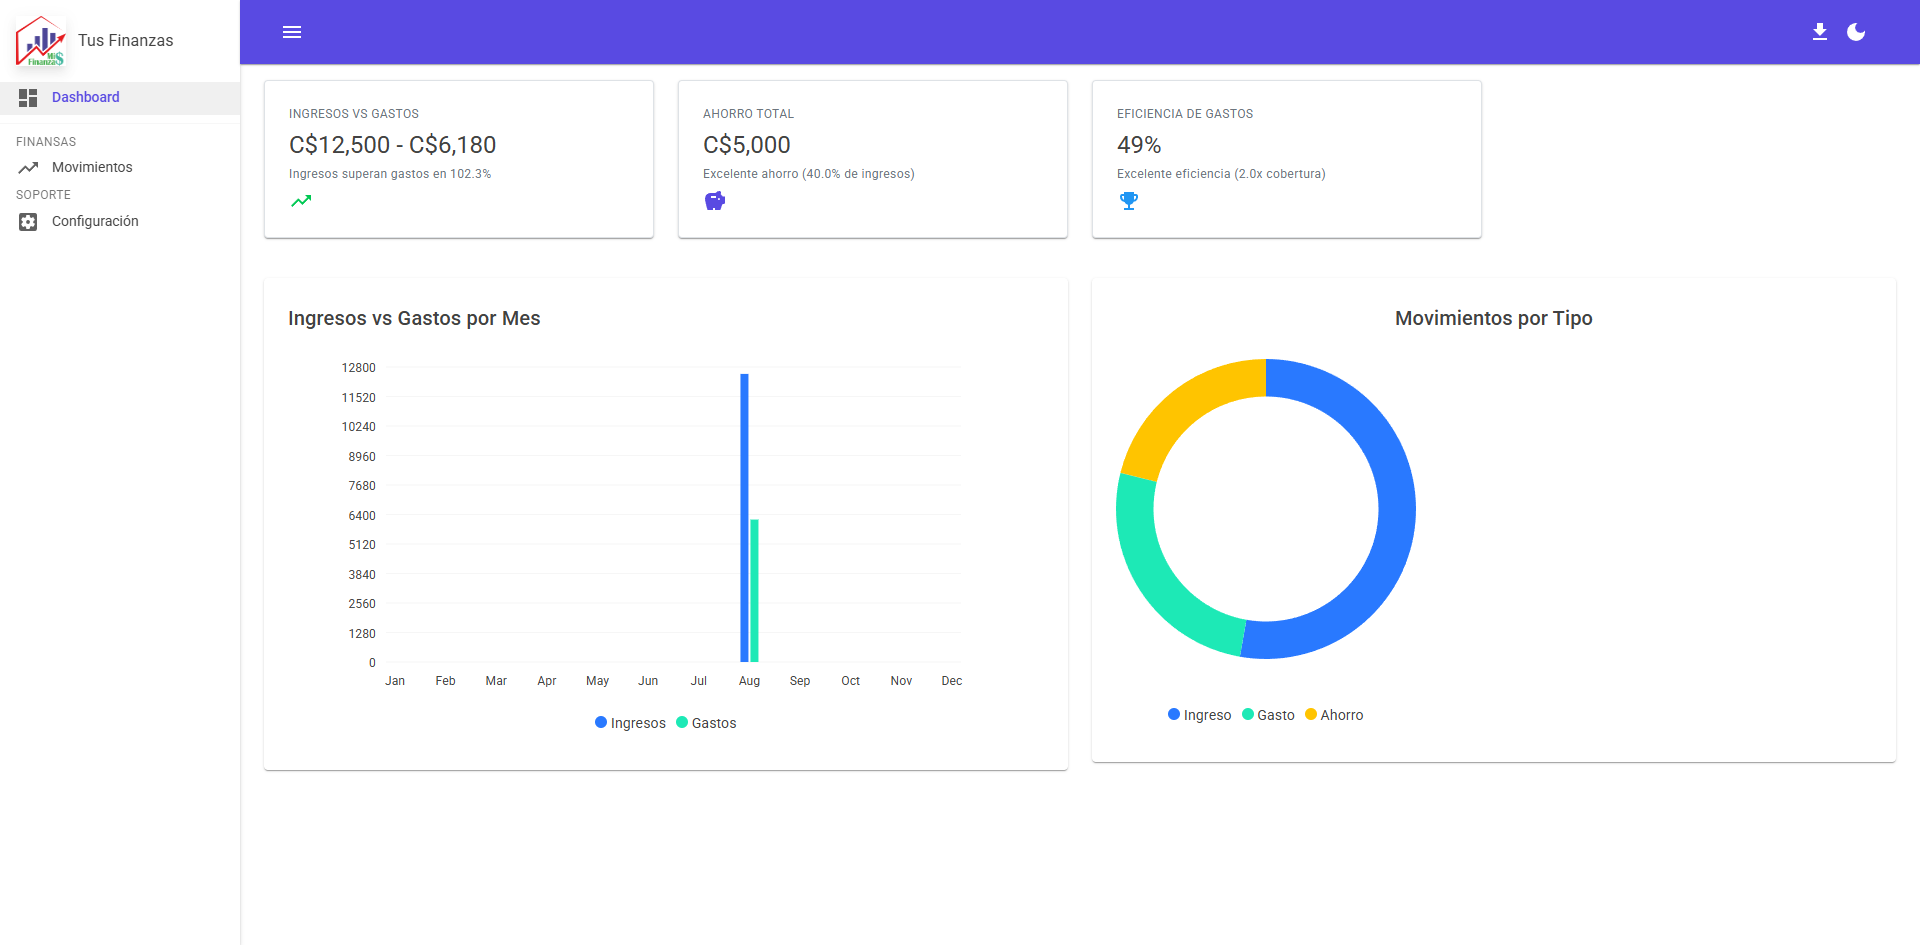 Mis
Finanza$
Tus Finanzas
Dashboard
FINANSAS
Movimientos
SOPORTE
Configuración
INGRESOS VS GASTOS
C$12,500 - C$6,180
Ingresos superan gastos en 102.3%
AHORRO TOTAL
C$5,000
Excelente ahorro (40.0% de ingresos)
EFICIENCIA DE GASTOS
49%
Excelente eficiencia (2.0x cobertura)
Ingresos vs Gastos por Mes
12800
11520
10240
8960
7680
6400
5120
3840
2560
1280
0
Jan Feb Mar Apr May Jun Jul Aug Sep Oct Nov Dec
Ingresos Gastos
Movimientos por Tipo
Ingreso Gasto Ahorro